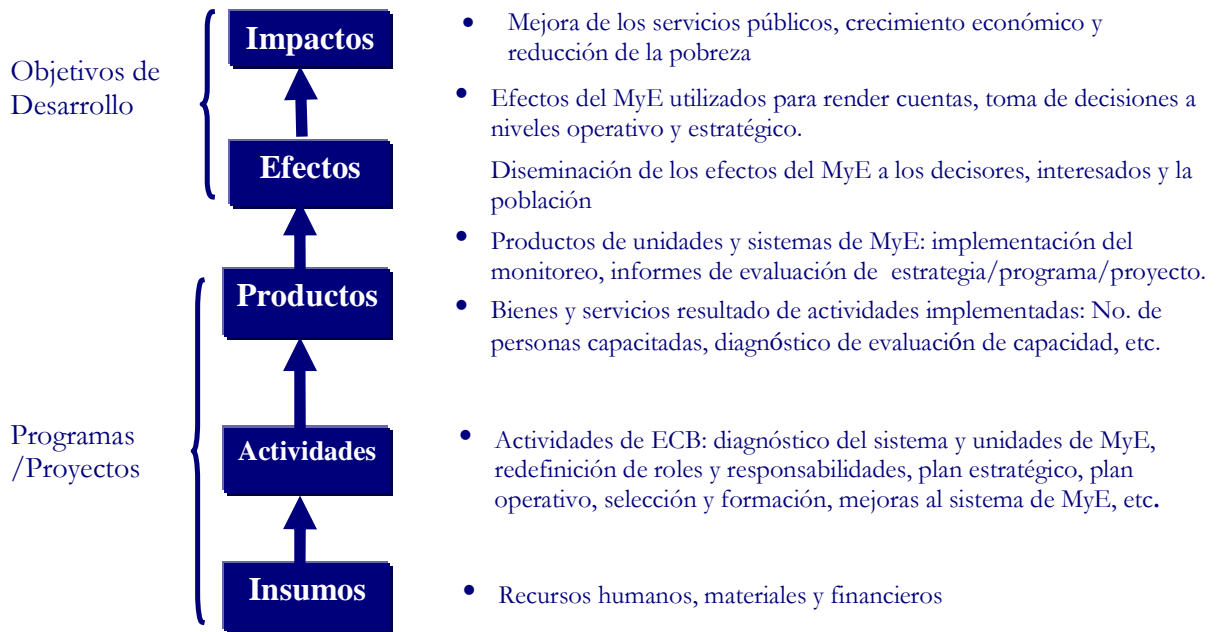 Impactos
• Mejora de los servicios públicos, crecimiento económico y
reducción de la pobreza
Objetivos de
Desarrollo
• Efectos del MyE utilizados para render cuentas, toma de decisiones a
niveles operativo y estratégico.
Efectos
Diseminación de los efectos del MyE a los decisores, interesados y la
población
• Productos de unidades y sistemas de MyE: implementación del
monitoreo, informes de evaluación de estrategia/programa/proyecto.
Productos
• Bienes y servicios resultado de actividades implementadas: No. de
personas capacitadas, diagnóstico de evaluación de capacidad, etc.
Programas
/Proyectos
Actividades
• Actividades de ECB: diagnóstico del sistema y unidades de MyE,
redefinición de roles y responsabilidades, plan estratégico, plan
operativo, selección y formación, mejoras al sistema de MyE, etc.
Insumos
• Recursos humanos, materiales y financieros